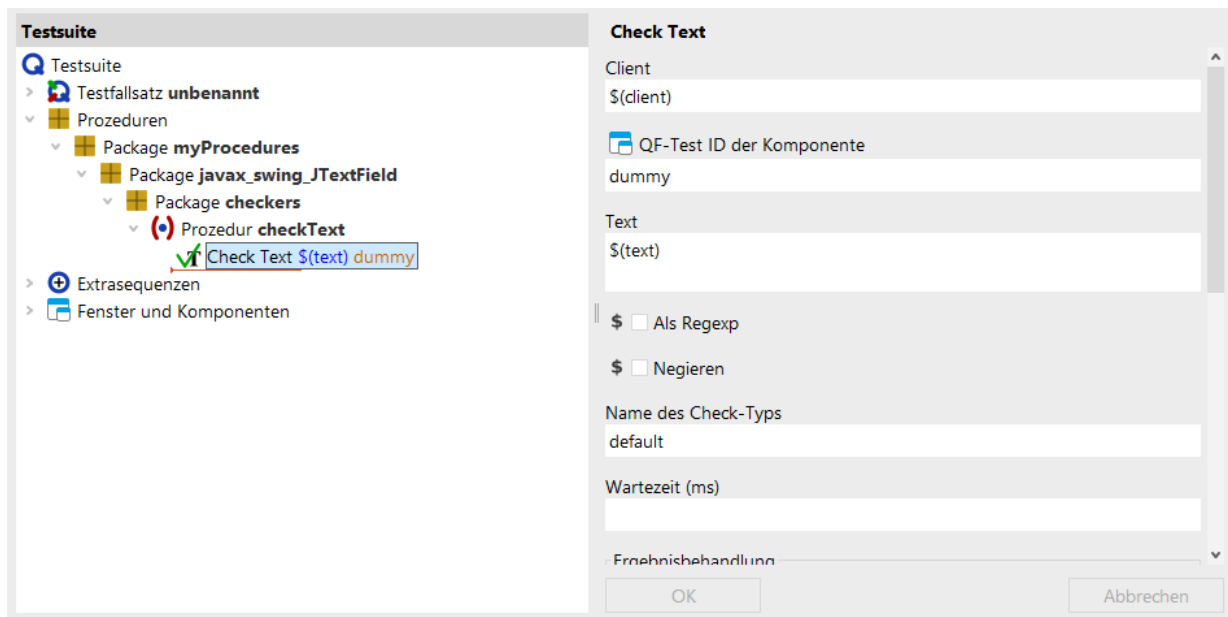 Testsuite
Testsuite
Testfallsatz unbenannt
Prozeduren
Package myProcedures
Package javax_swing_JTextField
Package checkers
Prozedur checkText
Check Text $(text) dummy
Extrasequenzen
Fenster und Komponenten
Check Text
Client
$(client)
QF-Test ID der Komponente
dummy
Text
$(text)
$ Als Regexp
$ Negieren
Name des Check-Typs
default
Wartezeit (ms)
Ergebnisbehandlung
OK Abbrechen